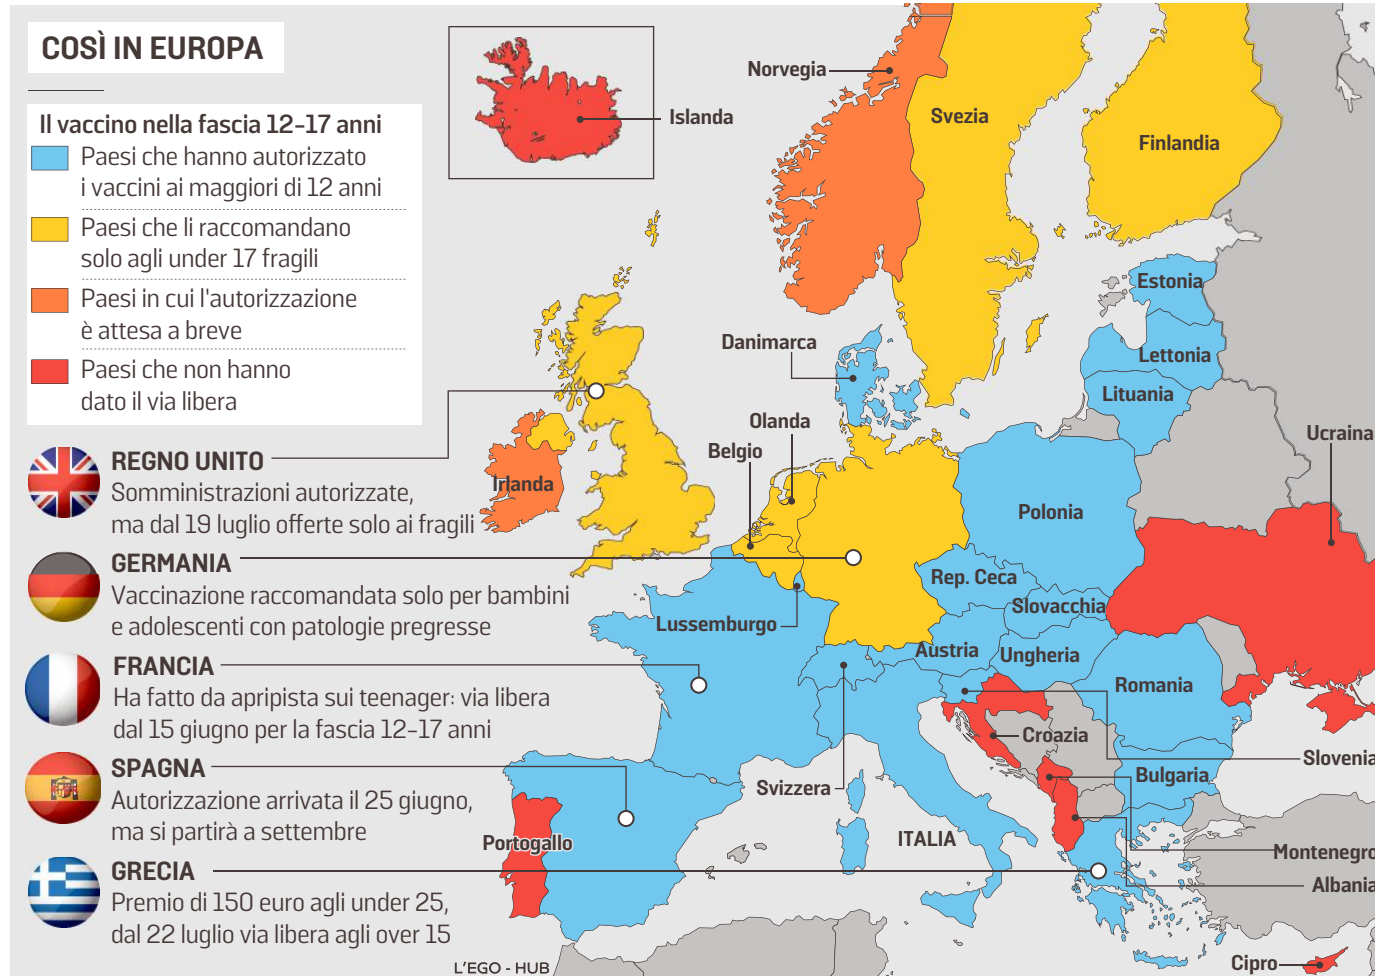 COSÌ IN EUROPA
Il vaccino nella fascia 12-17 anni
Paesi che hanno autorizzato
i vaccini ai maggiori di 12 anni
Paesi che li raccomandano
solo agli under 17 fragili
Paesi in cui l'autorizzazione
è attesa a breve
Paesi che non hanno
dato il via libera
REGNO UNITO
Somministrazioni autorizzate,
ma dal 19 luglio offerte solo ai fragili
GERMANIA
Vaccinazione raccomandata solo per bambini
e adolescenti con patologie pregresse
FRANCIA
Ha fatto da apripista sui teenager: via libera
dal 15 giugno per la fascia 12-17 anni
SPAGNA
Autorizzazione arrivata il 25 giugno,
ma si partirà a settembre
GRECIA
Premio di 150 euro agli under 25,
dal 22 luglio via libera agli over 15
Islanda
Norvegia
Svezia
Finlandia
Estonia
Lettonia
Lituania
Danimarca
Olanda
Belgio
Irlanda
Ucraina
Polonia
Rep. Ceca
Slovacchia
Lussemburgo
Austria
Ungheria
Romania
Croazia
Slovenia
Svizzera
Bulgaria
Portogallo
ITALIA
Montenegro
Albania
Cipro
L'EGO - HUB